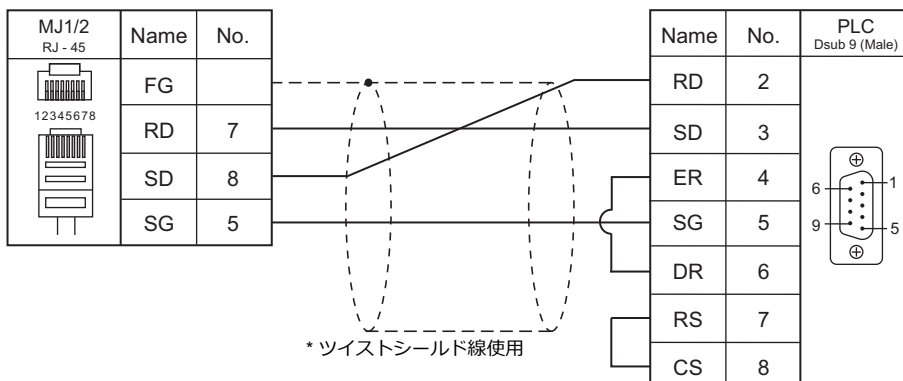 MJ1/2
RJ - 45
Name No.
12345678
FG
RD 7
SD 8
SG 5
* ツイストシールド線使用
Name No. PLC
Dsub 9 (Male)
RD 2
SD 3
ER 4
SG 5
DR 6
RS 7
CS 8
6 1
9 5